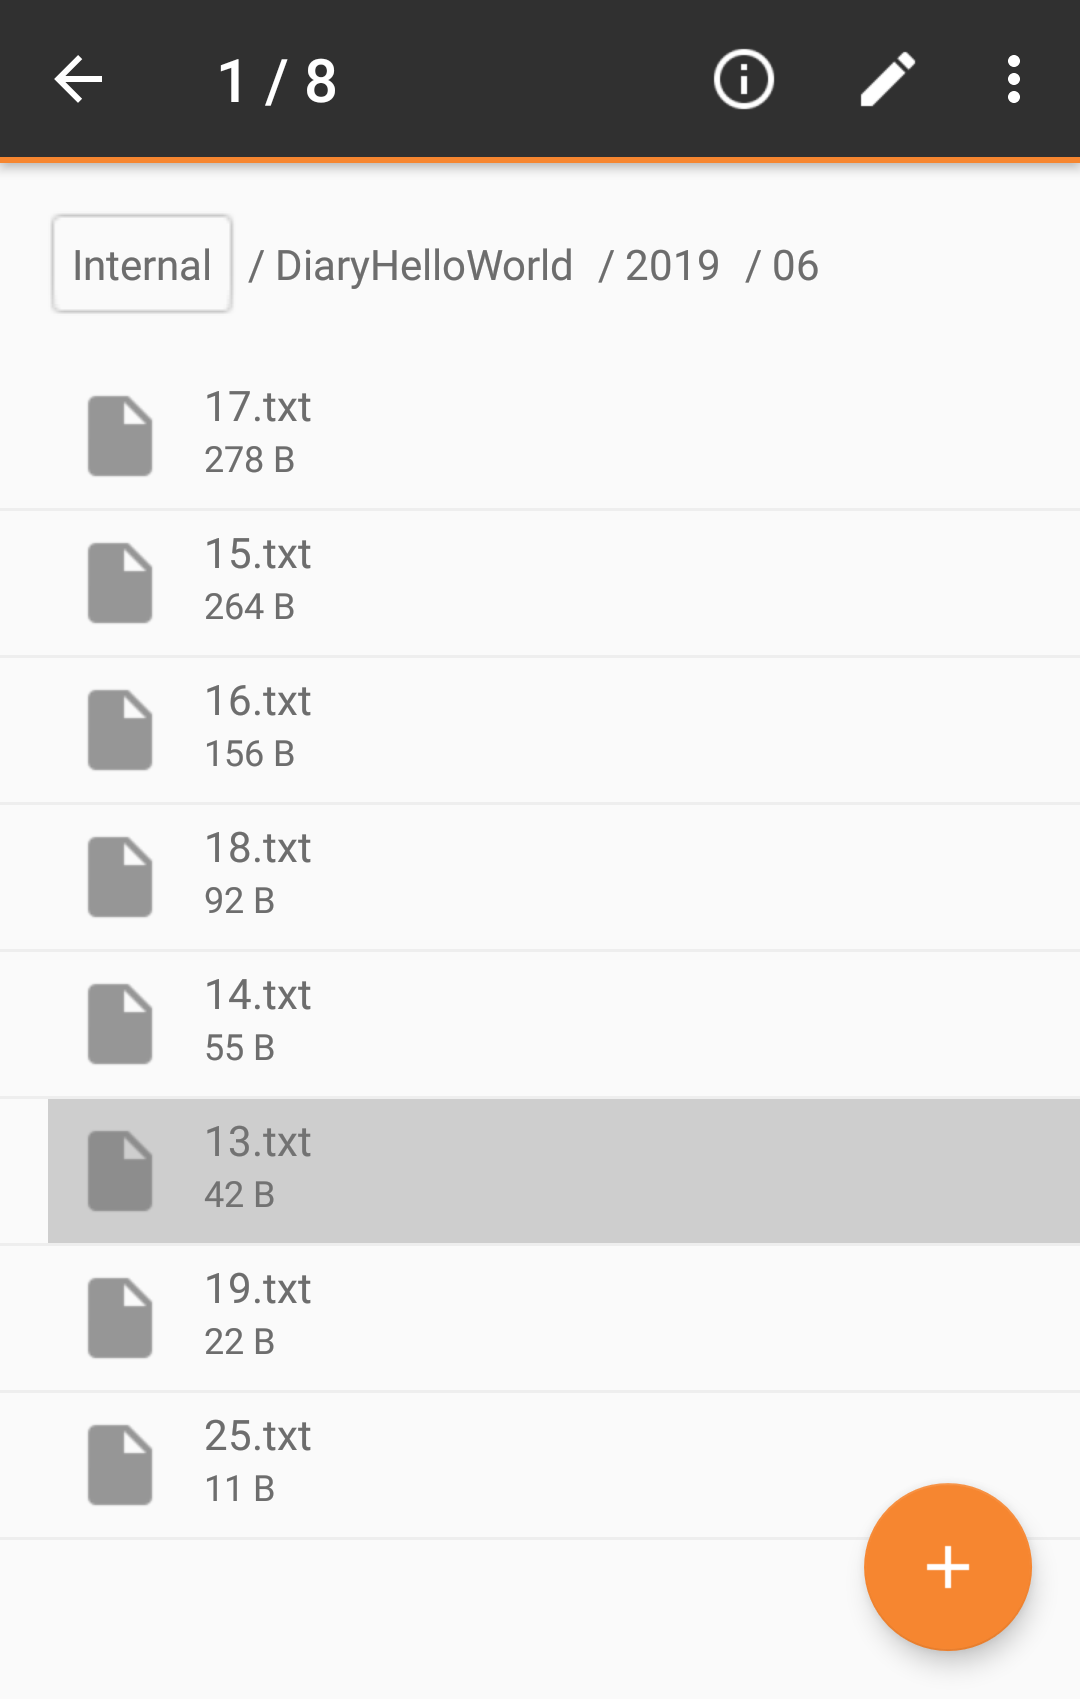 1 / 8
Internal / DiaryHelloWorld / 2019 / 06
17.txt
278 B
15.txt
264 B
16.txt
156 B
18.txt
92 B
14.txt
55 B
13.txt
42 B
19.txt
22 B
25.txt
11 B